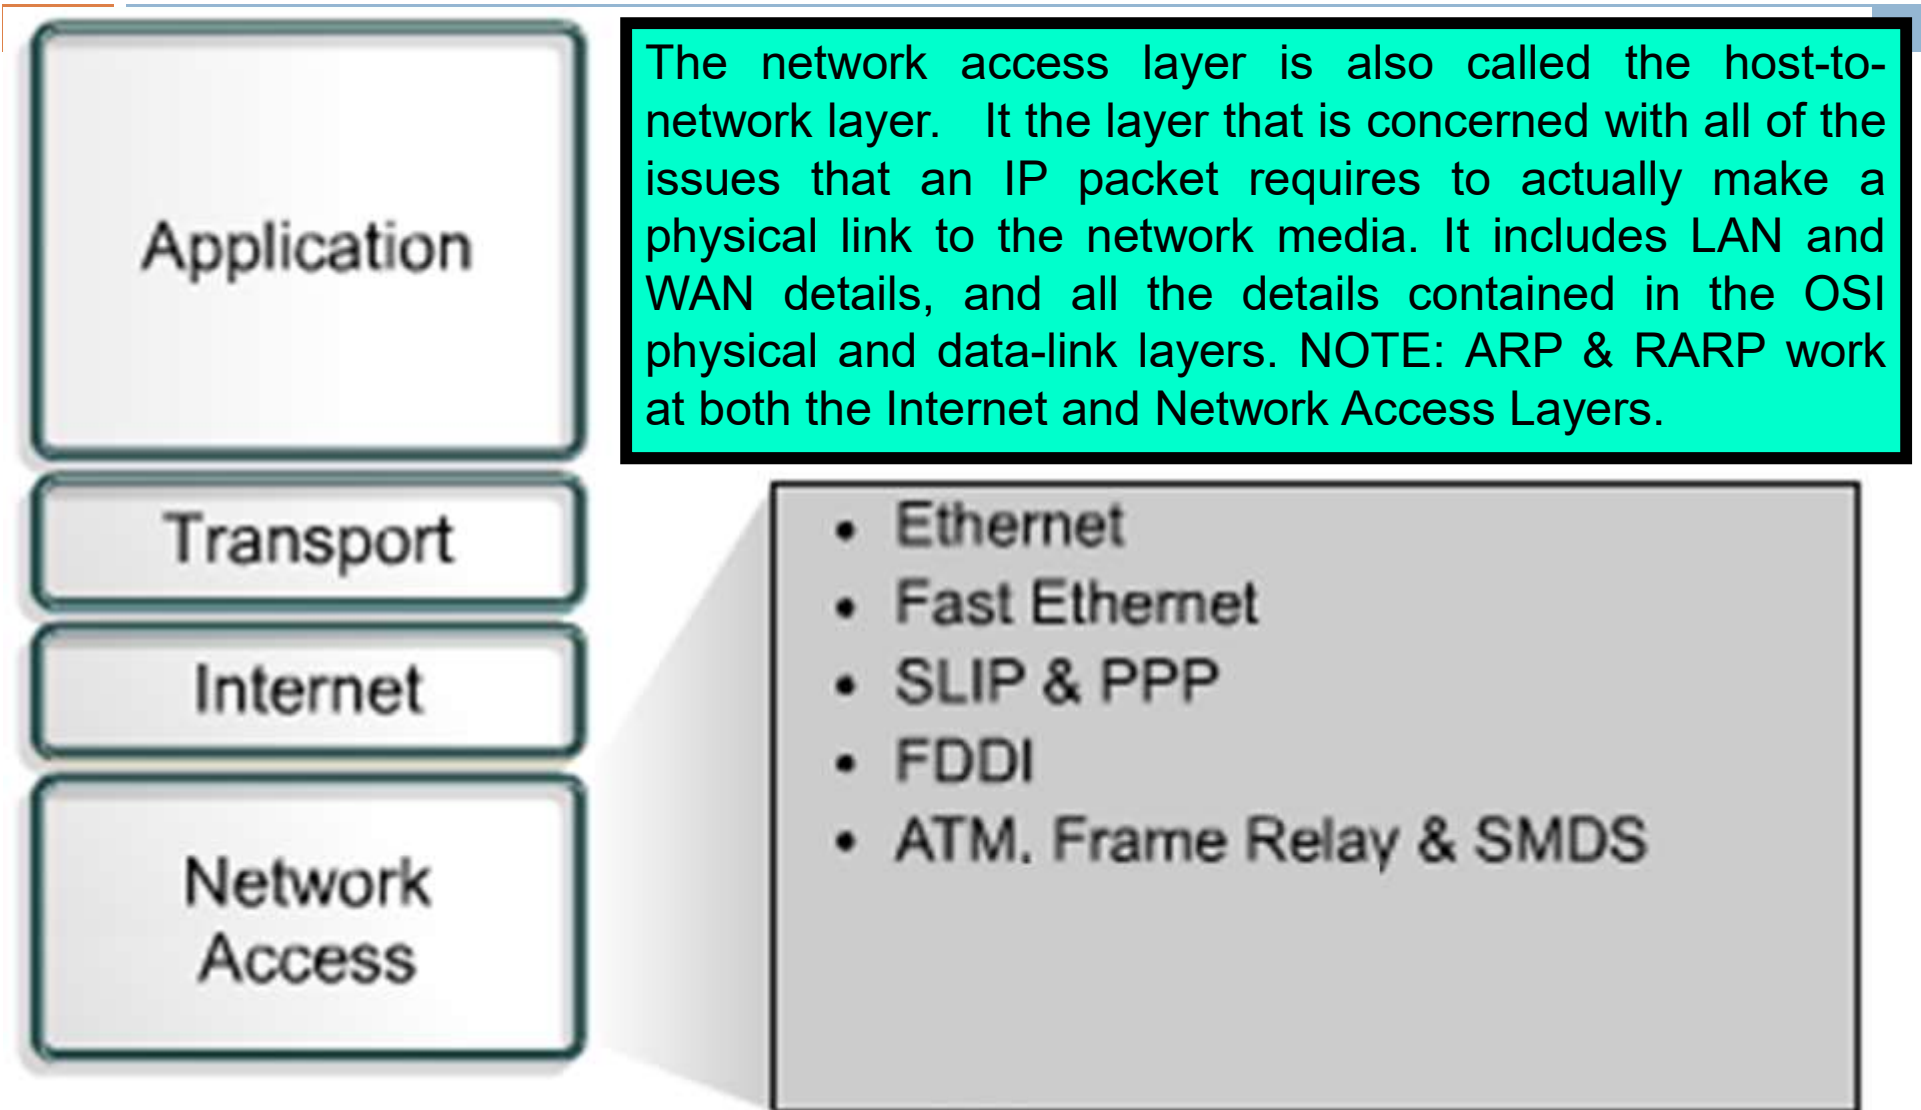 The network access layer is also called the host-to-
network layer. It the layer that is concerned with all of the
issues that an IP packet requires to actually make a
physical link to the network media. It includes LAN and
WAN details, and all the details contained in the OSI
physical and data-link layers. NOTE: ARP & RARP work
at both the Internet and Network Access Layers.
Application
Transport
Internet
Network
Access
• Ethernet
• Fast Ethernet
• SLIP & PPP
• FDDI
• ATM, Frame Relay & SMDS